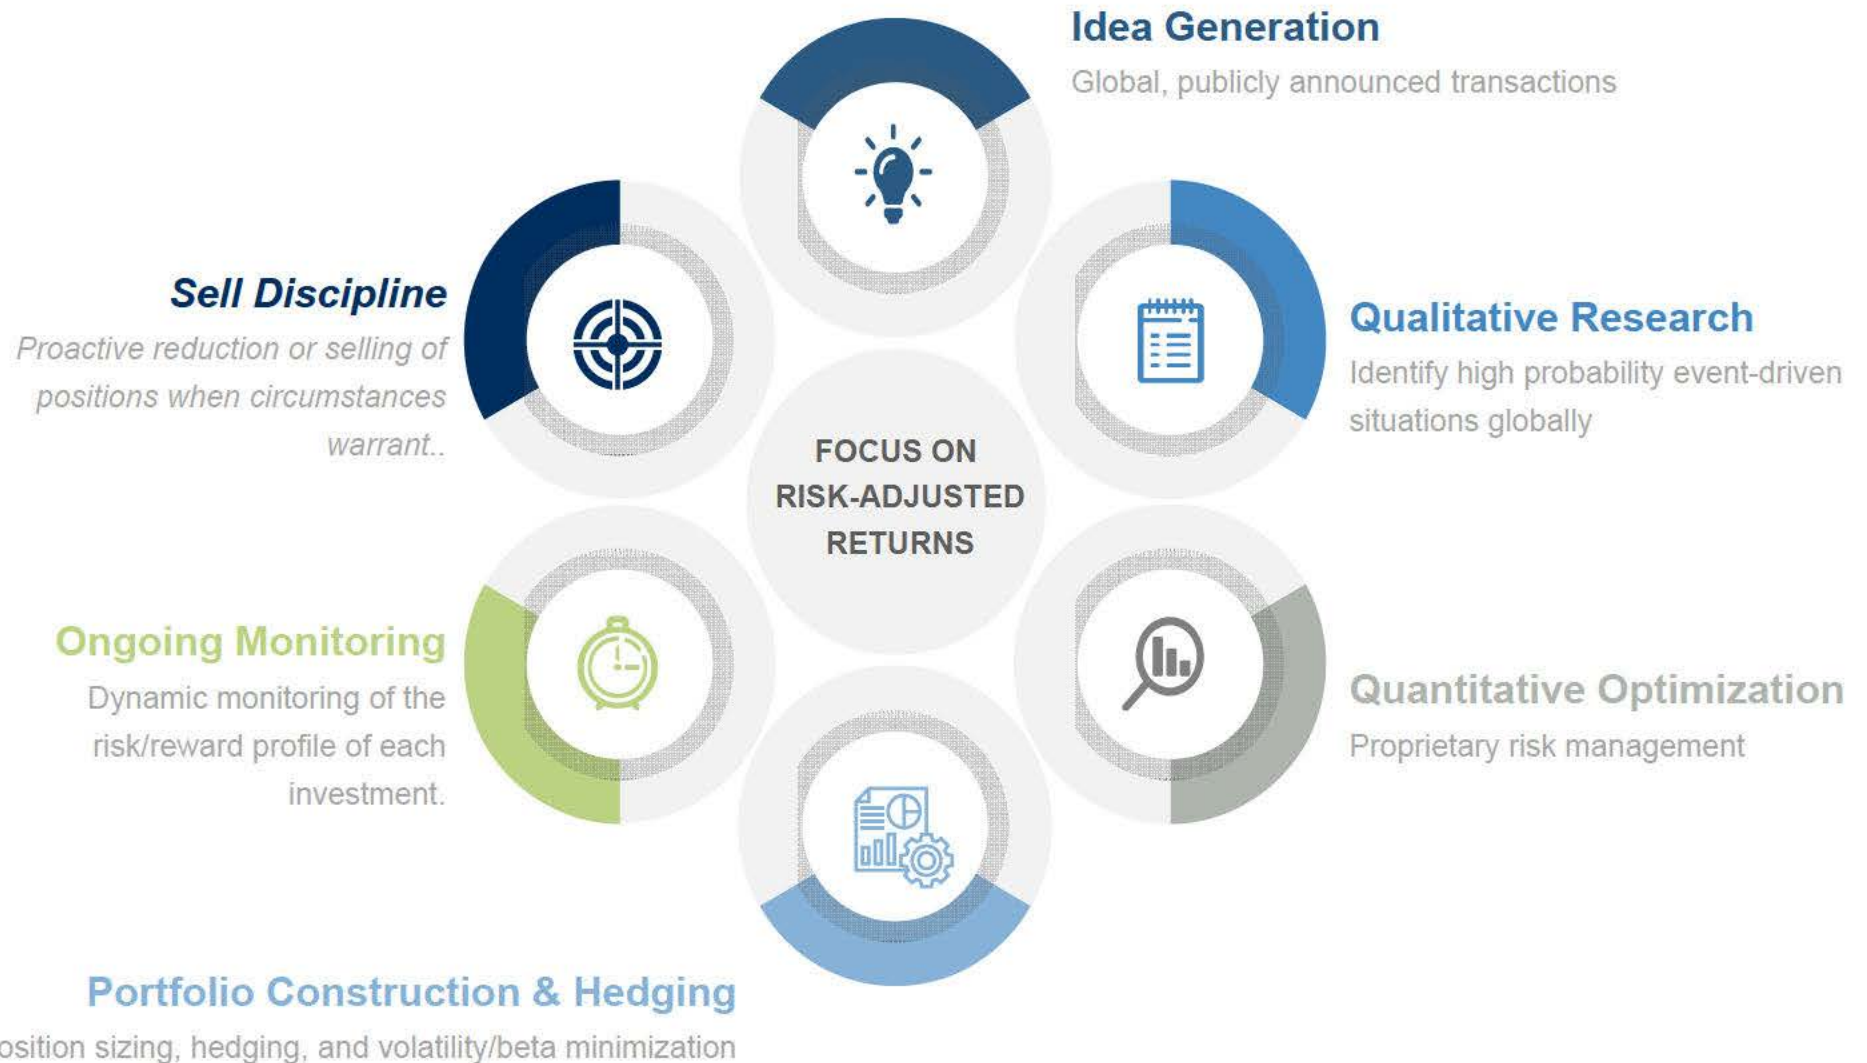 Idea Generation
Global, publicly announced transactions
Qualitative Research
Identify high probability event-driven
situations globally
Quantitative Optimization
Proprietary risk management
Portfolio Construction & Hedging
osition sizing, hedging, and volatility/beta minimization
Ongoing Monitoring
Dynamic monitoring of the
risk/reward profile of each
investment.
Sell Discipline
Proactive reduction or selling of
positions when circumstances
warrant..
FOCUS ON
RISK-ADJUSTED
RETURNS